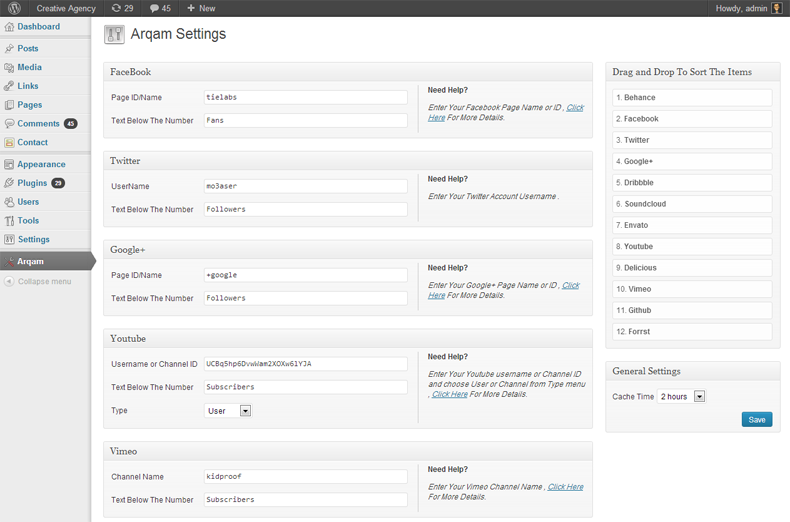 Creative Agency 29 45 New Howdy, admin
Dashboard
Posts
Media
Links
Pages
Comments 45
Contact
Appearance
Plugins 29
Users
Tools
Settings
Arqam
Collapse menu
Arqam Settings
FaceBook
Page ID/Name tielabs
Text Below The Number Fans
Need Help?
Enter Your Facebook Page Name or ID , Click
Here For More Details.
Twitter
UserName mo3aser
Text Below The Number Followers
Need Help?
Enter Your Twitter Account Username .
Google+
Page ID/Name +google
Text Below The Number Followers
Need Help?
Enter Your Google+ Page Name or ID , Click
Here For More Details.
Youtube
Username or Channel ID UCBq5hp6DvwWam2XOXw6lYJA
Text Below The Number Subscribers
Type User
Need Help?
Enter Your Youtube username or Channel ID
and choose User or Channel from Type menu
, Click Here For More Details.
Vimeo
Channel Name kidproof
Text Below The Number Subscribers
Need Help?
Enter Your Vimeo Channel Name , Click Here
For More Details.
Drag and Drop To Sort The Items
1. Behance
2. Facebook
3. Twitter
4. Google+
5. Dribbble
6. Soundcloud
7. Envato
8. Youtube
9. Delicious
10. Vimeo
11. Github
12. Forrst
General Settings
Cache Time 2 hours
Save